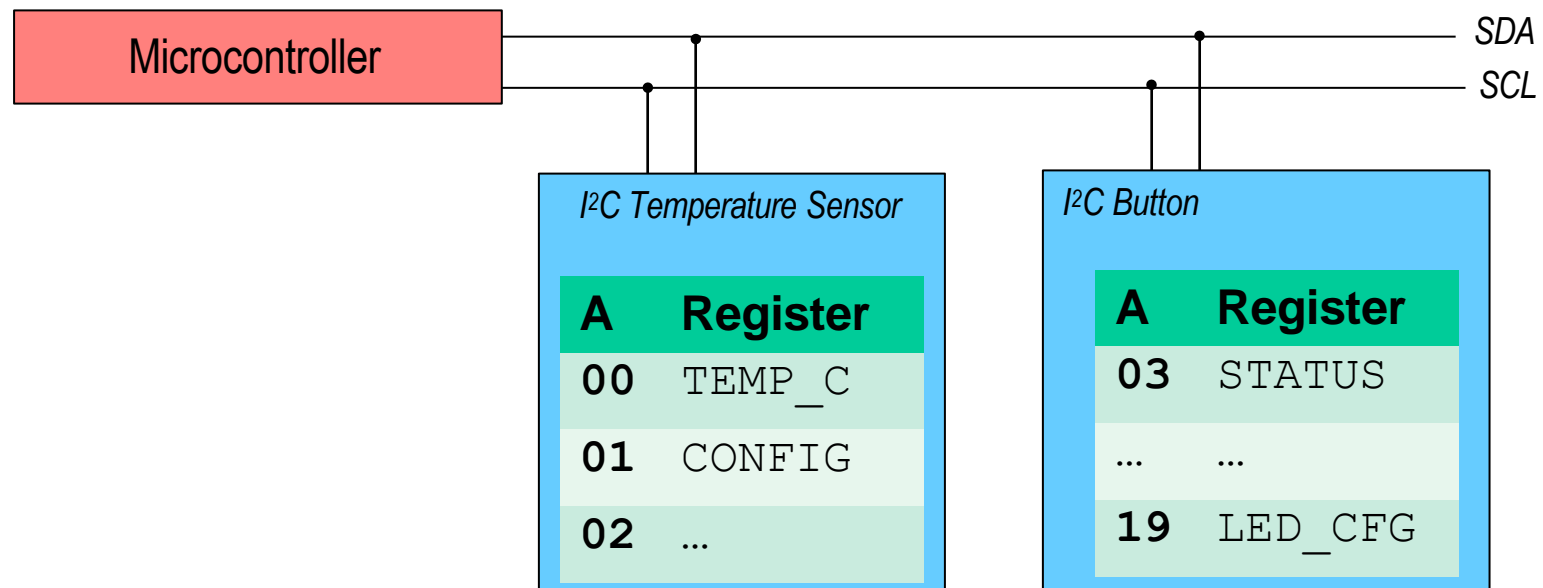 Microcontroller
SDA
SCL
I²C Temperature Sensor
A Register
00 TEMP_C
01 CONFIG
02 …
I²C Button
A Register
03 STATUS
… …
19 LED_CFG